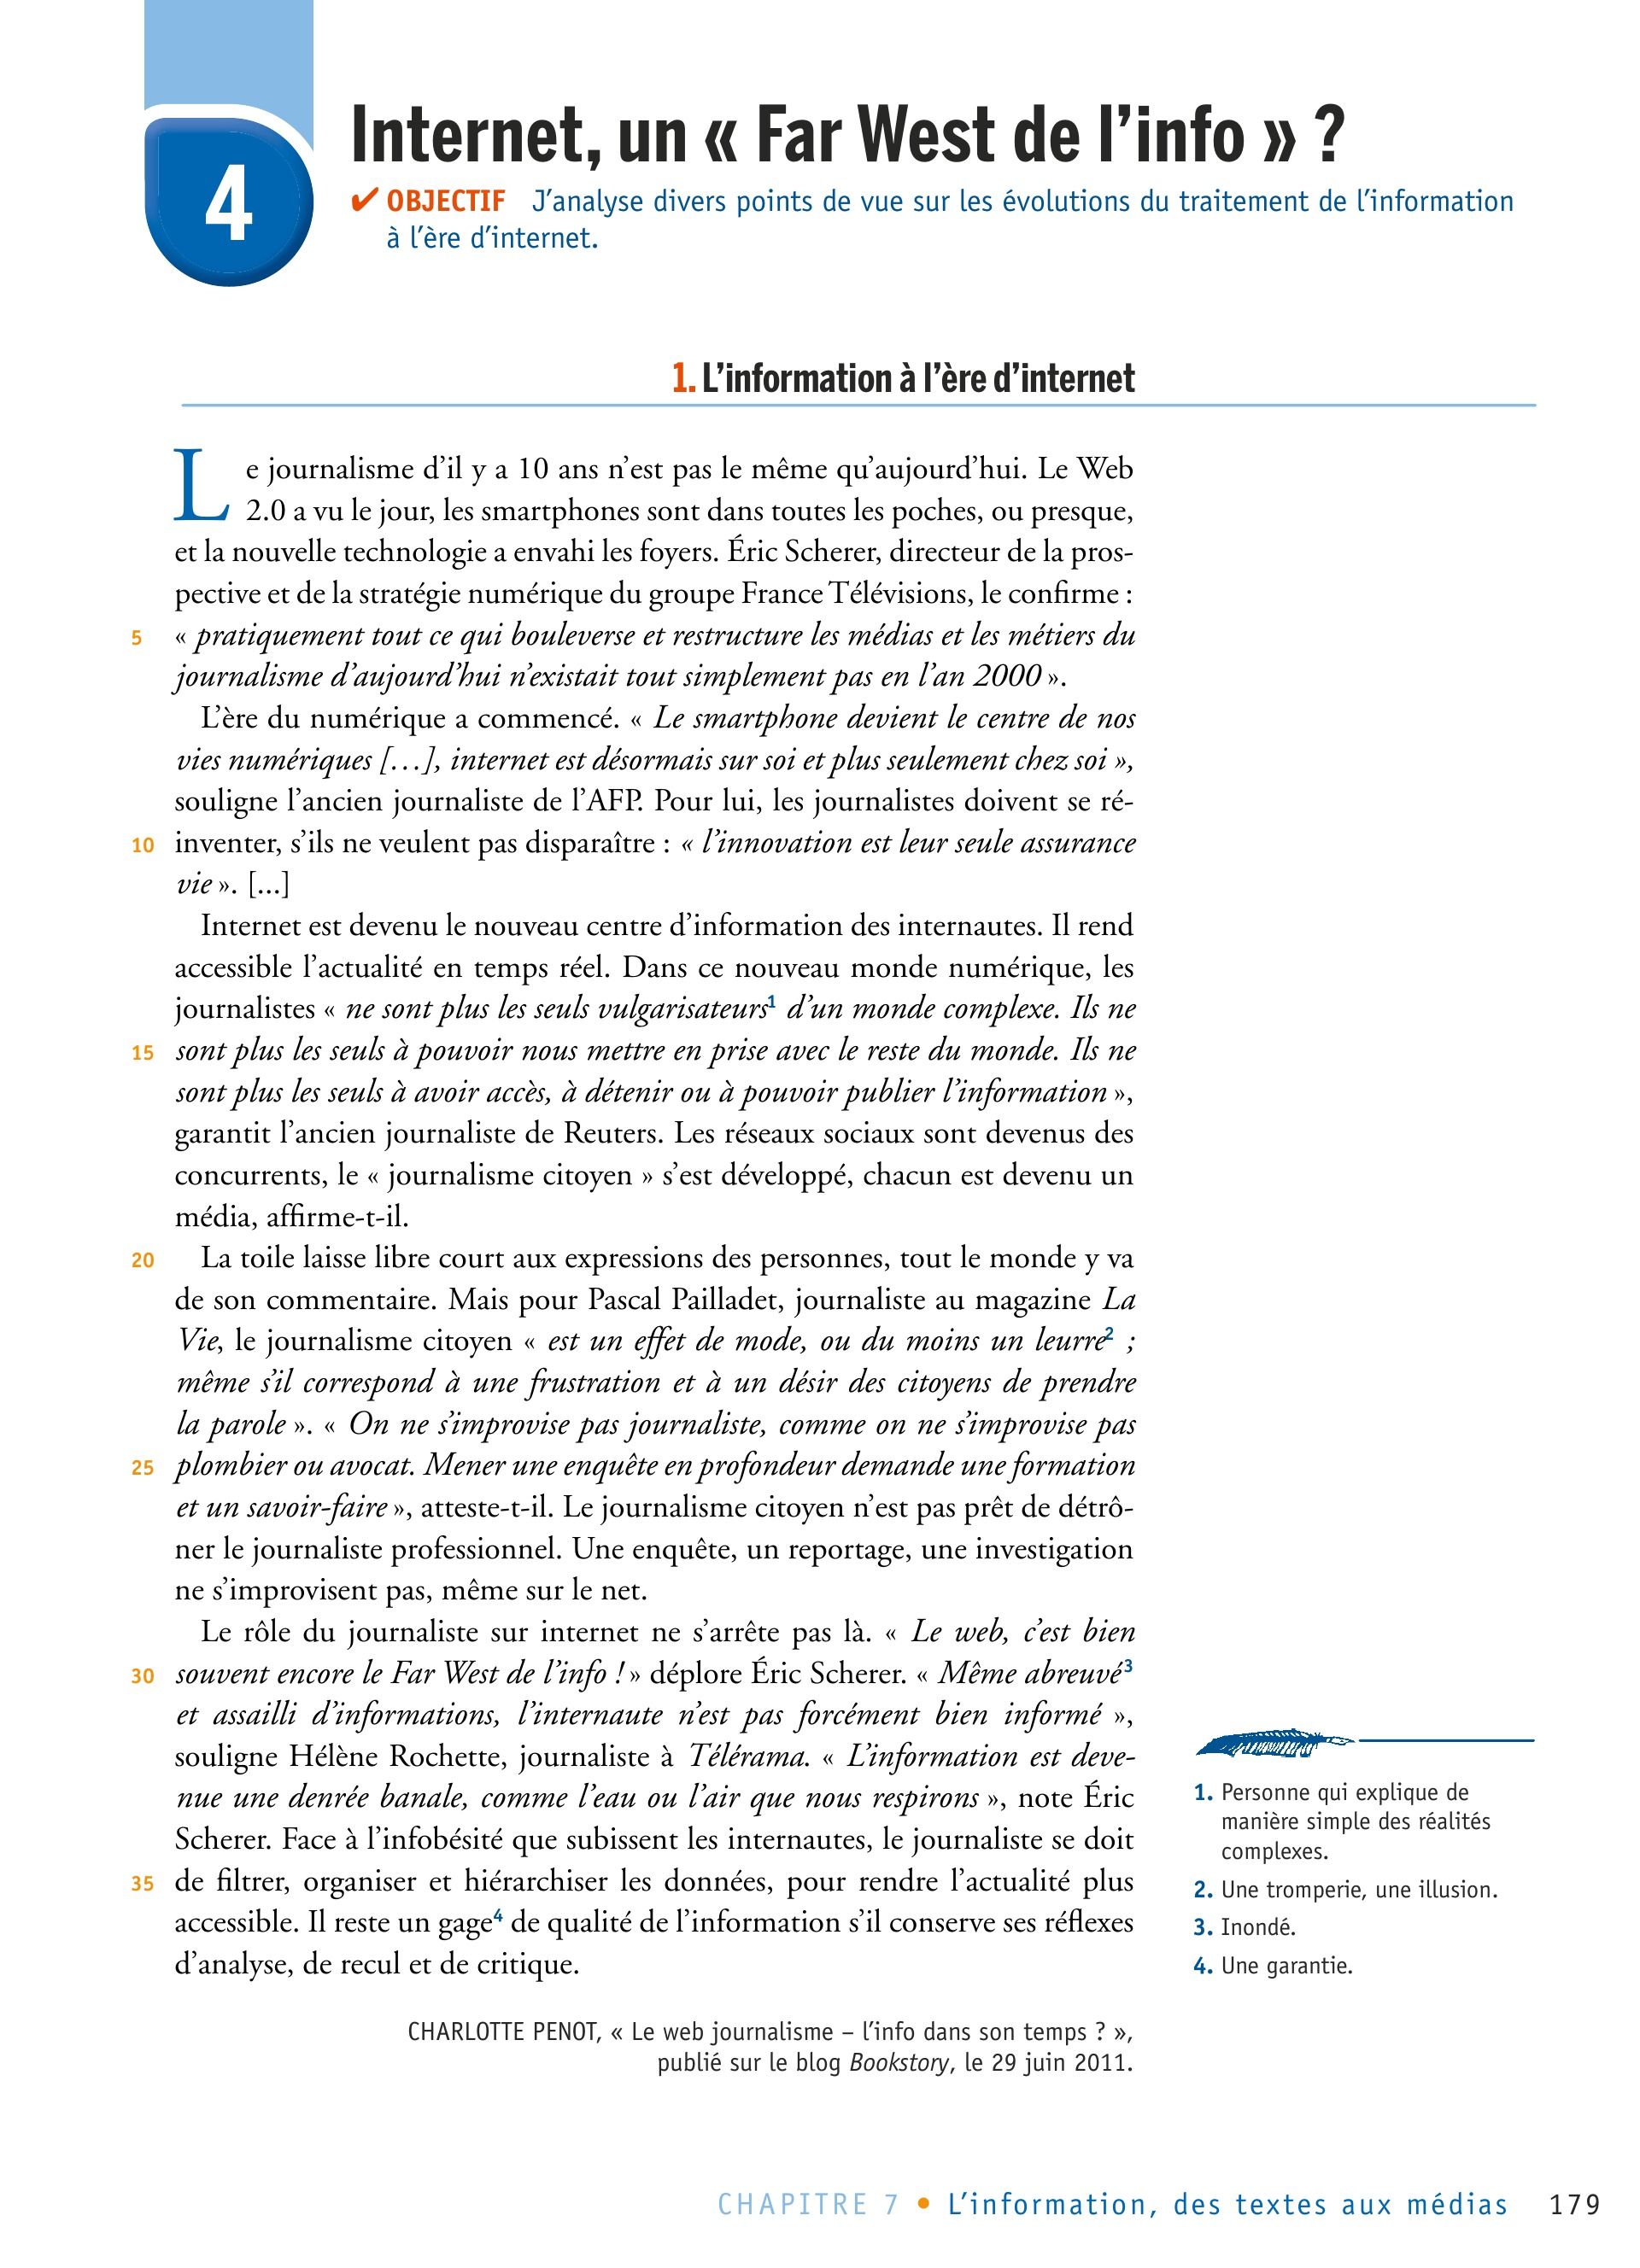 4
Internet, un « Far West de l’info » ?
✔ OBJECTIF J’analyse divers points de vue sur les évolutions du traitement de l’information
à l’ère d’internet.
1. L’information à l’ère d’internet
Le journalisme d’il y a 10 ans n’est pas le même qu’aujourd’hui. Le Web
2.0 a vu le jour, les smartphones sont dans toutes les poches, ou presque,
et la nouvelle technologie a envahi les foyers. Éric Scherer, directeur de la pros-
pective et de la stratégie numérique du groupe France Télévisions, le confirme :
5 « pratiquement tout ce qui bouleverse et restructure les médias et les métiers du
journalisme d’aujourd’hui n’existait tout simplement pas en l’an 2000 ».
L’ère du numérique a commencé. « Le smartphone devient le centre de nos
vies numériques […], internet est désormais sur soi et plus seulement chez soi »,
souligne l’ancien journaliste de l’AFP. Pour lui, les journalistes doivent se ré-
10 inventer, s’ils ne veulent pas disparaître : « l’innovation est leur seule assurance
vie ». [...]
Internet est devenu le nouveau centre d’information des internautes. Il rend
accessible l’actualité en temps réel. Dans ce nouveau monde numérique, les
journalistes « ne sont plus les seuls vulgarisateurs1 d’un monde complexe. Ils ne
15 sont plus les seuls à pouvoir nous mettre en prise avec le reste du monde. Ils ne
sont plus les seuls à avoir accès, à détenir ou à pouvoir publier l’information »,
garantit l’ancien journaliste de Reuters. Les réseaux sociaux sont devenus des
concurrents, le « journalisme citoyen » s’est développé, chacun est devenu un
média, affirme-t-il.
20 La toile laisse libre court aux expressions des personnes, tout le monde y va
de son commentaire. Mais pour Pascal Pailladet, journaliste au magazine La
Vie, le journalisme citoyen « est un effet de mode, ou du moins un leurre2 ;
même s’il correspond à une frustration et à un désir des citoyens de prendre
la parole ». « On ne s’improvise pas journaliste, comme on ne s’improvise pas
25 plombier ou avocat. Mener une enquête en profondeur demande une formation
et un savoir-faire », atteste-t-il. Le journalisme citoyen n’est pas prêt de détrô-
ner le journaliste professionnel. Une enquête, un reportage, une investigation
ne s’improvisent pas, même sur le net.
Le rôle du journaliste sur internet ne s’arrête pas là. « Le web, c’est bien
30 souvent encore le Far West de l’info ! » déplore Éric Scherer. « Même abreuvé3
et assailli d’informations, l’internaute n’est pas forcément bien informé »,
souligne Hélène Rochette, journaliste à Télérama. « L’information est deve-
nue une denrée banale, comme l’eau ou l’air que nous respirons », note Éric
Scherer. Face à l’infobésité que subissent les internautes, le journaliste se doit
35 de filtrer, organiser et hiérarchiser les données, pour rendre l’actualité plus
accessible. Il reste un gage4 de qualité de l’information s’il conserve ses réflexes
d’analyse, de recul et de critique.
CHARLOTTE PENOT, « Le web journalisme – l’info dans son temps ? »,
publié sur le blog Bookstory, le 29 juin 2011.
1. Personne qui explique de
manière simple des réalités
complexes.
2. Une tromperie, une illusion.
3. Inondé.
4. Une garantie.
CHAPITRE 7 • L’information, des textes aux médias 179